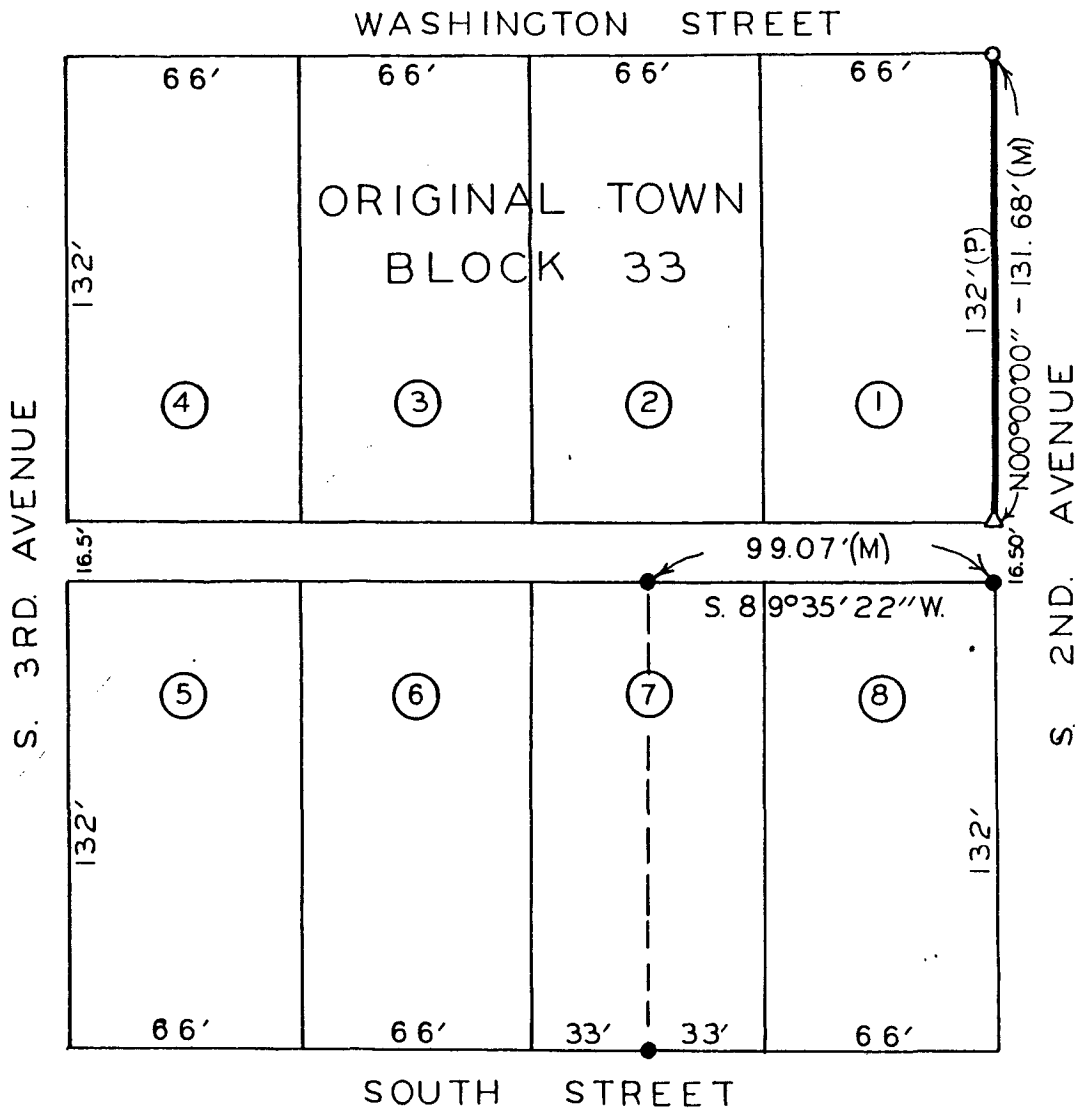 WASHINGTON STREET
66' 66' 66' 66'
ORIGINAL TOWN
BLOCK 33
132'
132'(P)
N00°00'00" - 131.68'(M)
4 3 2 1
S. 3RD. AVENUE
S. 2ND. AVENUE
16.5'
99.07'(M)
16.50'
S. 89°35'22" W.
5 6 7 8
132'
132'
66' 66' 33' 33' 66'
SOUTH STREET